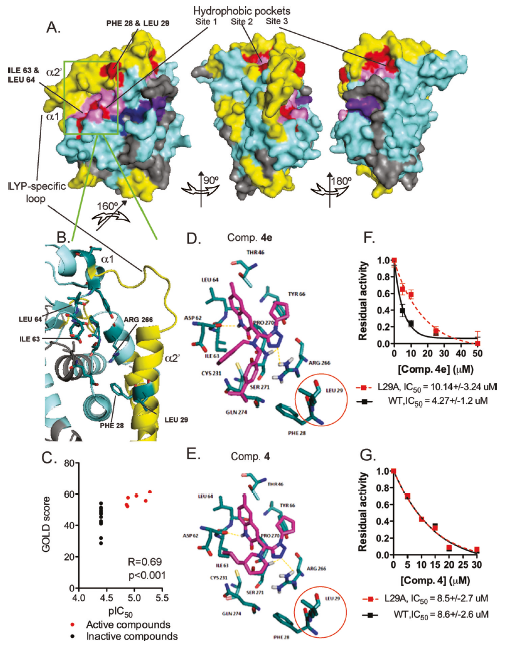 A.
Hydrophobic pockets
Site 1 Site 2 Site 3
PHE 28 & LEU 29
ILE 63 &
LEU 64
α2'
α1
ILYP-specific
loop
160º
90º
180º
B.
α1
LEU 64
ILE 63
ARG 266
α2'
PHE 28
LEU 29
C.
GOLD score
80
60
40
20
0
R=0.69
p<0.001
4.0 4.5 5.0 5.5
pIC50
Active compounds
Inactive compounds
D.
Comp. 4e
THR 46
LEU 64
TYR 66
ASP 62
PRO 270
ILE 63
ARG 266
CYS 231
SER 271
LEU 29
GLN 274
PHE 28
E.
Comp. 4
THR 46
LEU 64
TYR 66
ASP 62
PRO 270
ILE 63
ARG 266
CYS 231
SER 271
LEU 29
GLN 274
PHE 28
F.
Residual activity
1.0
0.8
0.6
0.4
0.2
0.0
0 10 20 30 40 50
[Comp. 4e] (μM)
L29A, IC50 = 10.14+/-3.24 uM
WT, IC50 = 4.27+/-1.2 uM
G.
Residual activity
1.0
0.8
0.6
0.4
0.2
0.0
0 5 10 15 20 25 30
[Comp. 4] (μM)
L29A, IC50 = 8.5+/-2.7 uM
WT, IC50 = 8.6+/-2.6 uM